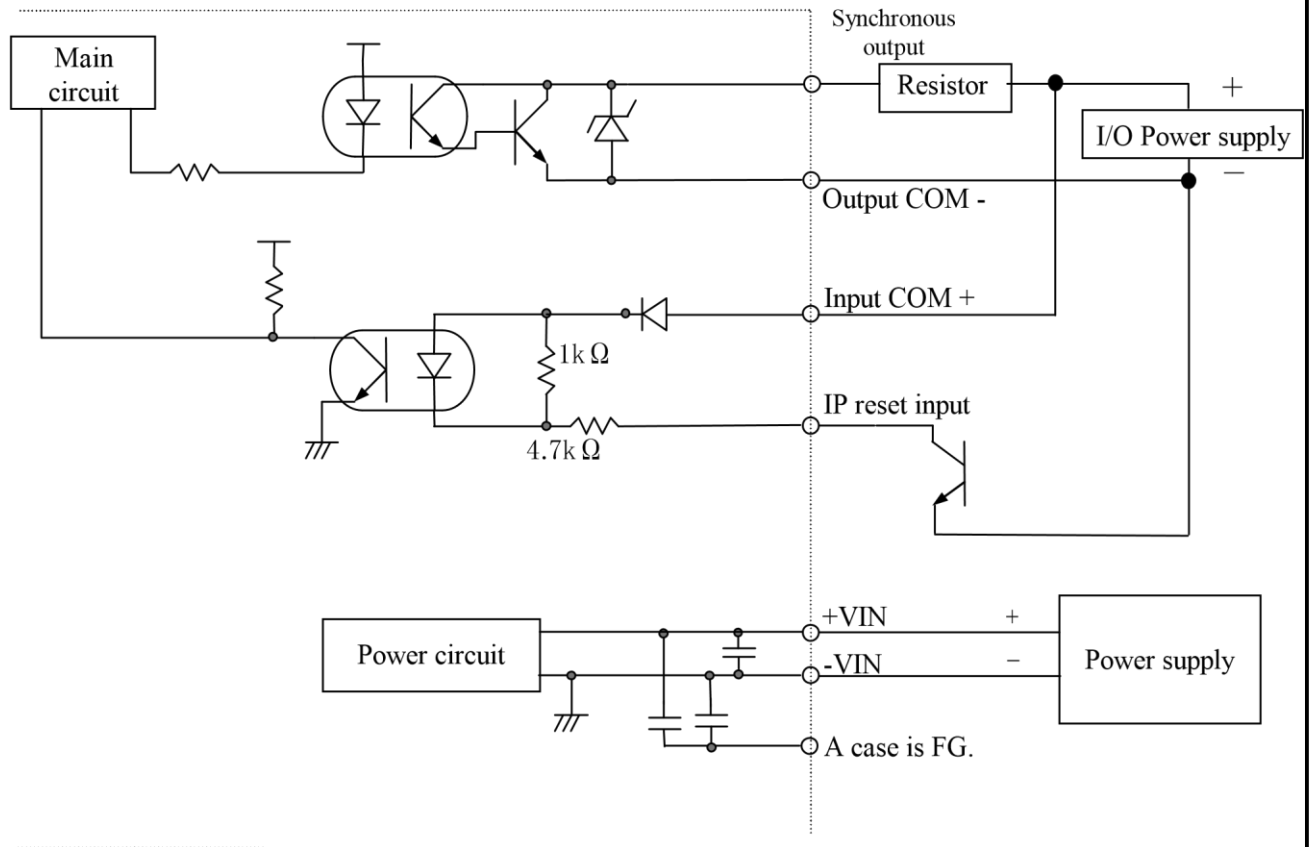 Synchronous
output
Main
circuit
Resistor
+
I/O Power supply
−
Output COM -
Input COM +
1k Ω
IP reset input
4.7k Ω
+VIN
+
Power circuit
-VIN
−
Power supply
A case is FG.